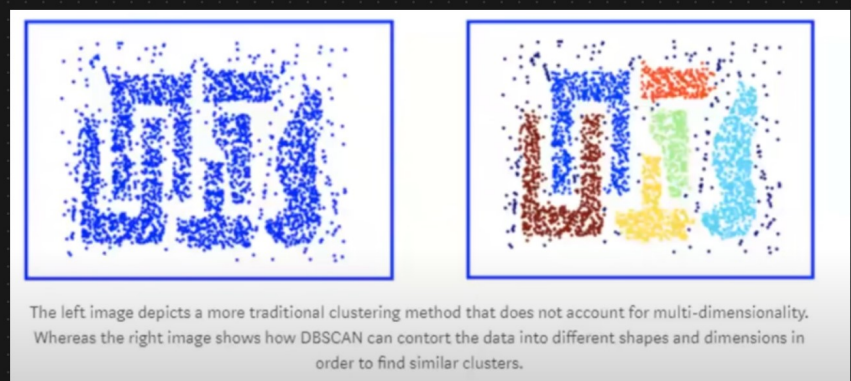 The left image depicts a more traditional clustering method that does not account for multi-dimensionality.
Whereas the right image shows how DBSCAN can contort the data into different shapes and dimensions in
order to find similar clusters.